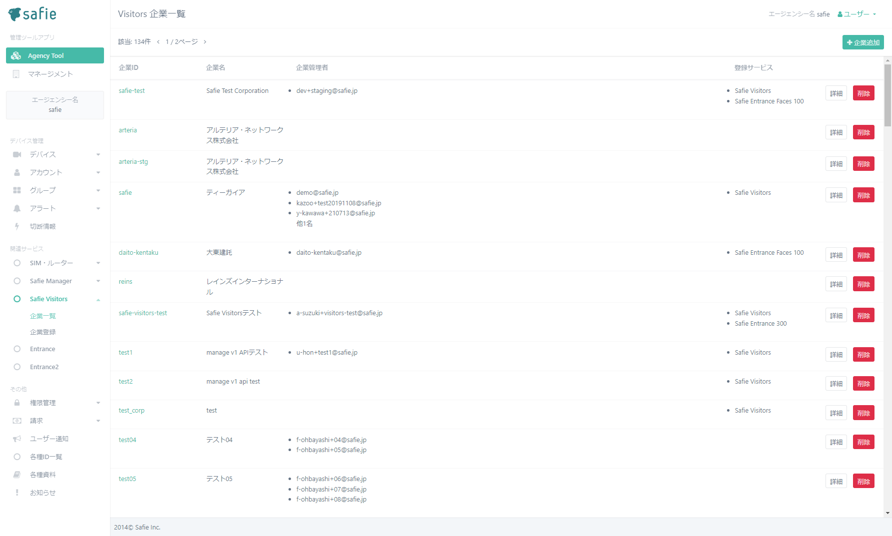 safie
管理ツールアプリ
Agency Tool
マネージメント
エージェンシー名
safie
デバイス管理
デバイス
アカウント
グループ
アラート
切断情報
関連サービス
SIM・ルーター
Safie Manager
Safie Visitors
企業一覧
企業登録
Entrance
Entrance2
その他
権限管理
請求
ユーザー通知
各種ID一覧
各種資料
お知らせ
Visitors 企業一覧
エージェンシー名 safie ユーザー
該当: 134件 < 1 / 2ページ >
+ 企業追加
企業ID 企業名 企業管理者 登録サービス
safie-test Safie Test Corporation • dev+staging@safie.jp • Safie Visitors 詳細 削除
• Safie Entrance Faces 100
arteria アルテリア・ネットワーク 詳細 削除
ス株式会社
arteria-stg アルテリア・ネットワーク 詳細 削除
ス株式会社
safie ティーガイア • demo@safie.jp • Safie Visitors 詳細 削除
• kazoo+test20191108@safie.jp
• y-kawawa+210713@safie.jp
他1名
daito-kentaku 大東建託 • daito-kentaku@safie.jp • Safie Entrance Faces 100 詳細 削除
reins レインズインターナショナ 詳細 削除
ル
safie-visitors-test Safie Visitorsテスト • a-suzuki+visitors-test@safie.jp • Safie Visitors 詳細 削除
• Safie Entrance 300
test1 manage v1 APIテスト • u-hon+test1@safie.jp • Safie Visitors 詳細 削除
test2 manage v1 api test • Safie Visitors 詳細 削除
test_corp test • Safie Visitors 詳細 削除
test04 テスト04 • f-ohbayashi+04@safie.jp 詳細 削除
• f-ohbayashi+05@safie.jp
test05 テスト05 • f-ohbayashi+06@safie.jp 詳細 削除
• f-ohbayashi+07@safie.jp
• f-ohbayashi+08@safie.jp
2014© Safie Inc.